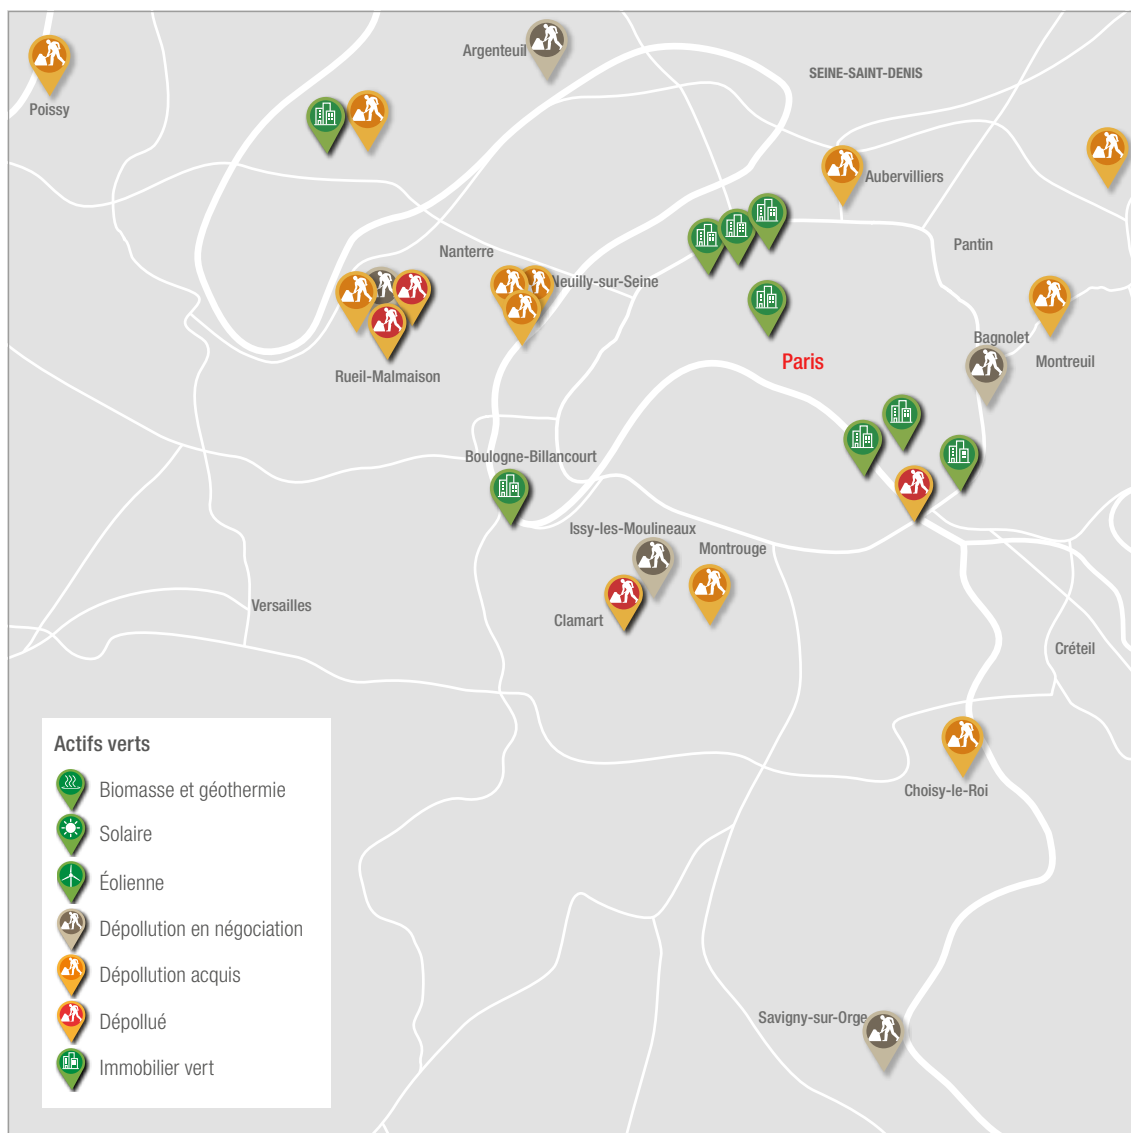 Argenteuil
SEINE-SAINT-DENIS
Poissy
Aubervilliers
Nanterre
Pantin
Neuilly-sur-Seine
Bagnolet
Paris
Montreuil
Rueil-Malmaison
Boulogne-Billancourt
Issy-les-Moulineaux
Montrouge
Versailles
Clamart
Créteil
Actifs verts
Biomasse et géothermie
Solaire
Éolienne
Dépollution en négociation
Dépollution acquis
Dépollué
Immobilier vert
Choisy-le-Roi
Savigny-sur-Orge